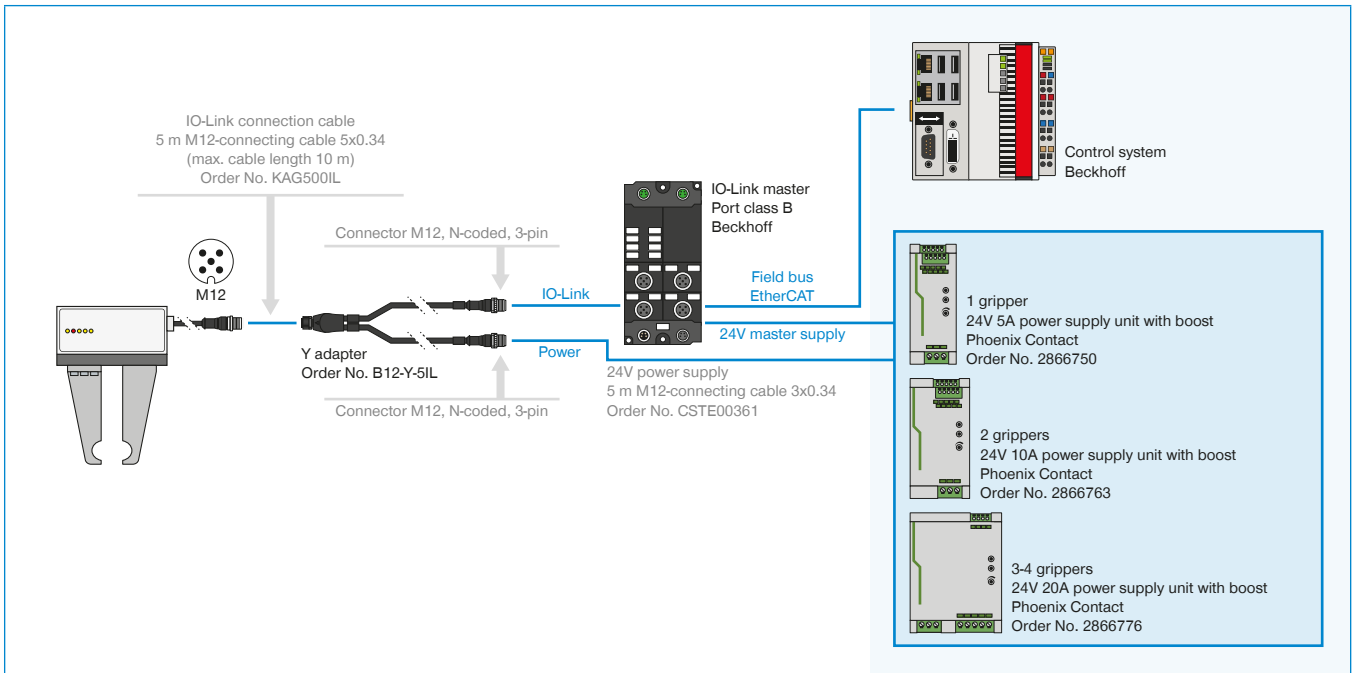 IO-Link connection cable
5 m M12-connecting cable 5x0.34
(max. cable length 10 m)
Order No. KAG500IL
M12
Connector M12, N-coded, 3-pin
Y adapter
Order No. B12-Y-5IL
Connector M12, N-coded, 3-pin
IO-Link
Power
IO-Link master
Port class B
Beckhoff
Field bus
EtherCAT
24V master supply
24V power supply
5 m M12-connecting cable 3x0.34
Order No. CSTE00361
Control system
Beckhoff
1 gripper
24V 5A power supply unit with boost
Phoenix Contact
Order No. 2866750
2 grippers
24V 10A power supply unit with boost
Phoenix Contact
Order No. 2866763
3-4 grippers
24V 20A power supply unit with boost
Phoenix Contact
Order No. 2866776